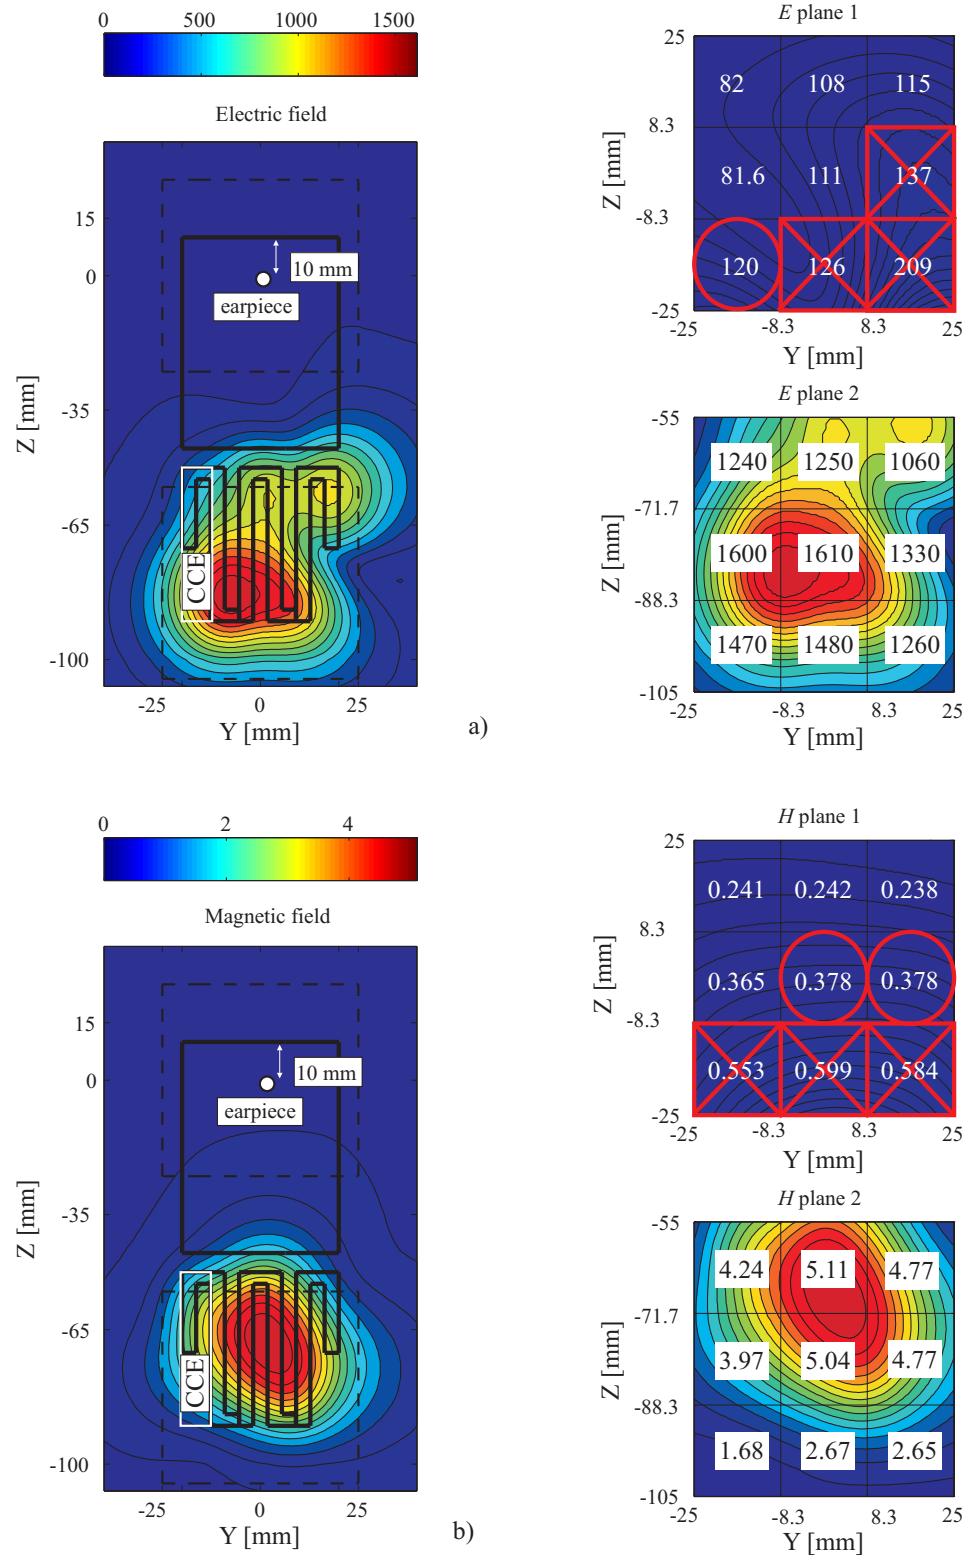 0 500 1000 1500
Electric field
15
0
-35
-65
-100
Z [mm]
10 mm
earpiece
CCE
-25 0 25
Y [mm]
a)
E plane 1
25
8.3
-8.3
-25
Z [mm]
82 108 115
81.6 111 137
120 126 209
-25 -8.3 8.3 25
Y [mm]
E plane 2
-55
-71.7
-88.3
-105
Z [mm]
1240 1250 1060
1600 1610 1330
1470 1480 1260
-25 -8.3 8.3 25
Y [mm]
0 2 4
Magnetic field
15
0
-35
-65
-100
Z [mm]
10 mm
earpiece
CCE
-25 0 25
Y [mm]
b)
H plane 1
25
8.3
-8.3
-25
Z [mm]
0.241 0.242 0.238
0.365 0.378 0.378
0.553 0.599 0.584
-25 -8.3 8.3 25
Y [mm]
H plane 2
-55
-71.7
-88.3
-105
Z [mm]
4.24 5.11 4.77
3.97 5.04 4.77
1.68 2.67 2.65
-25 -8.3 8.3 25
Y [mm]